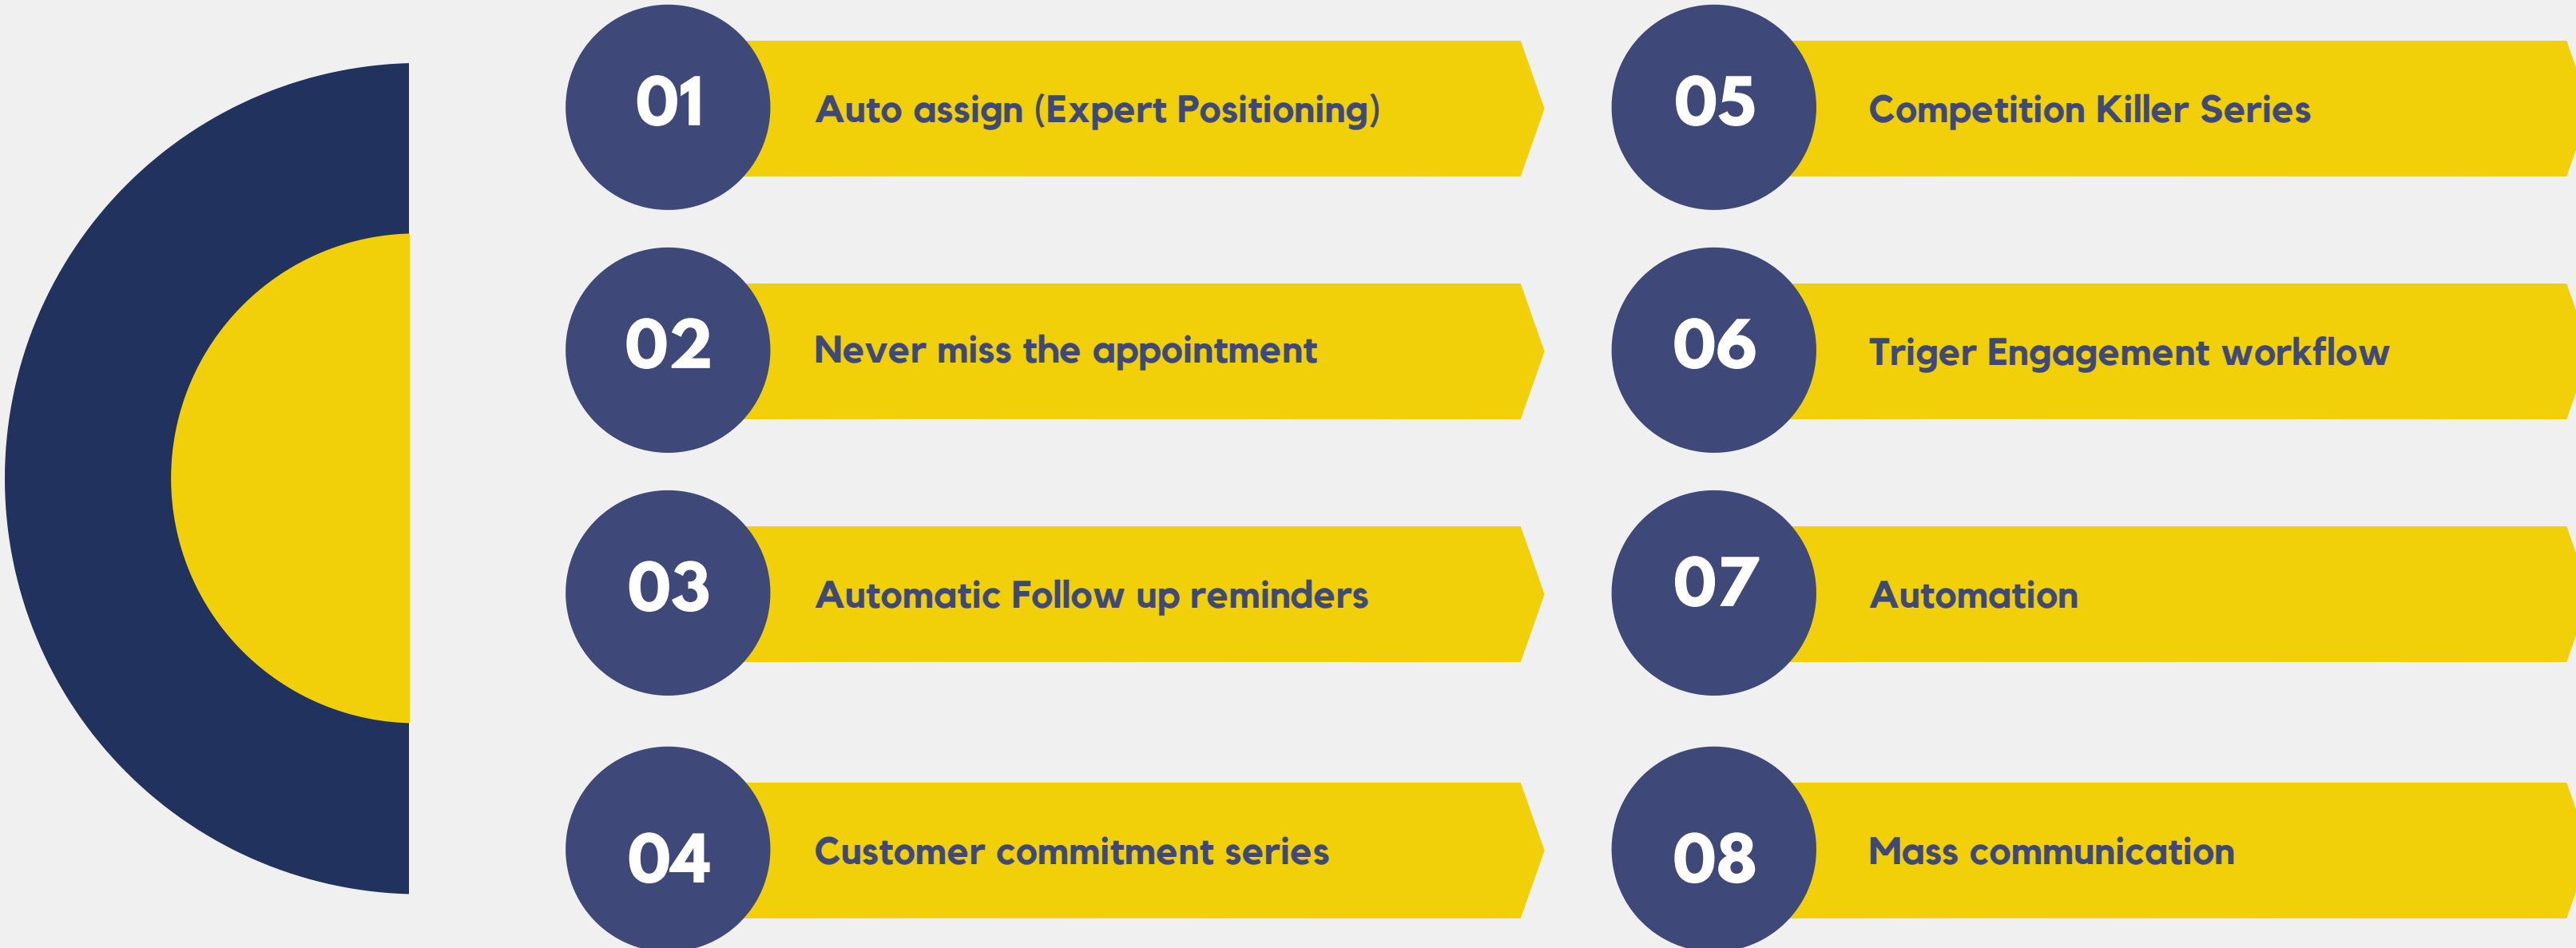 01
Auto assign (Expert Positioning)
02
Never miss the appointment
03
Automatic Follow up reminders
04
Customer commitment series
05
Competition Killer Series
06
Triger Engagement workflow
07
Automation
08
Mass communication